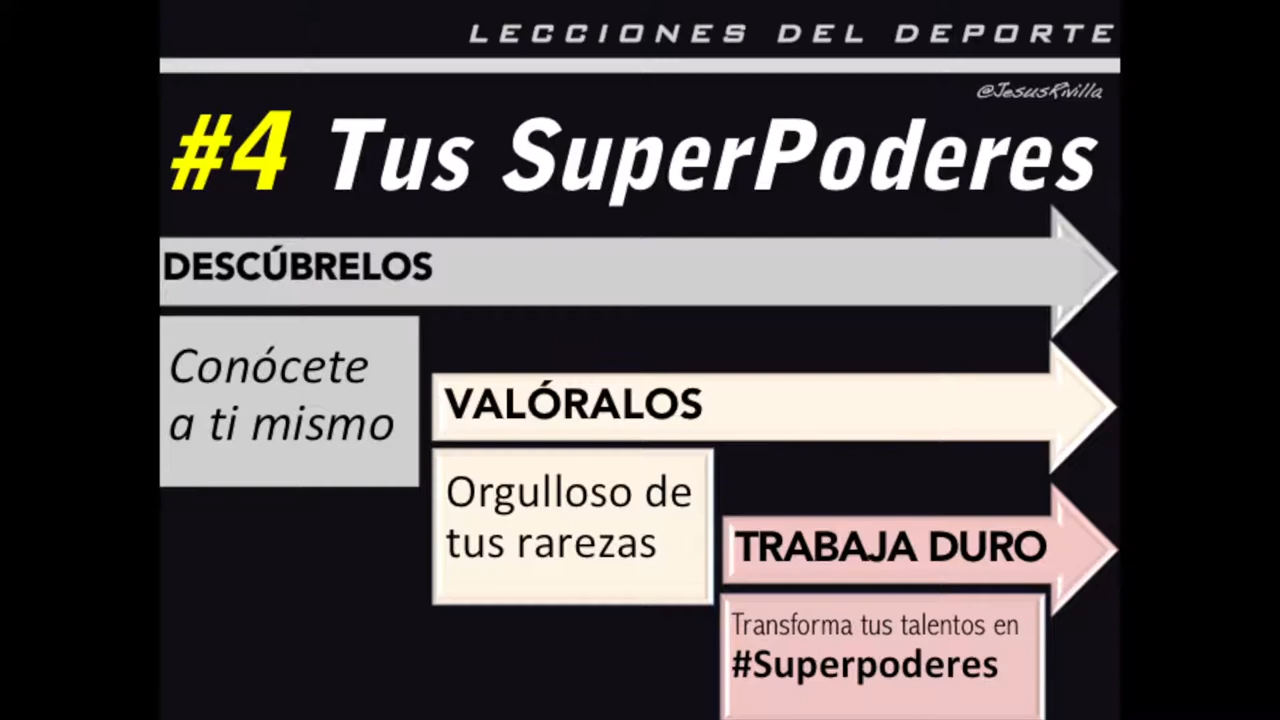 LECCIONES DEL DEPORTE
@JesusRivilla
#4 Tus SuperPoderes
DESCÚBRELOS
Conócete
a ti mismo
VALÓRALOS
Orgulloso de
tus rarezas
TRABAJA DURO
Transforma tus talentos en
#Superpoderes